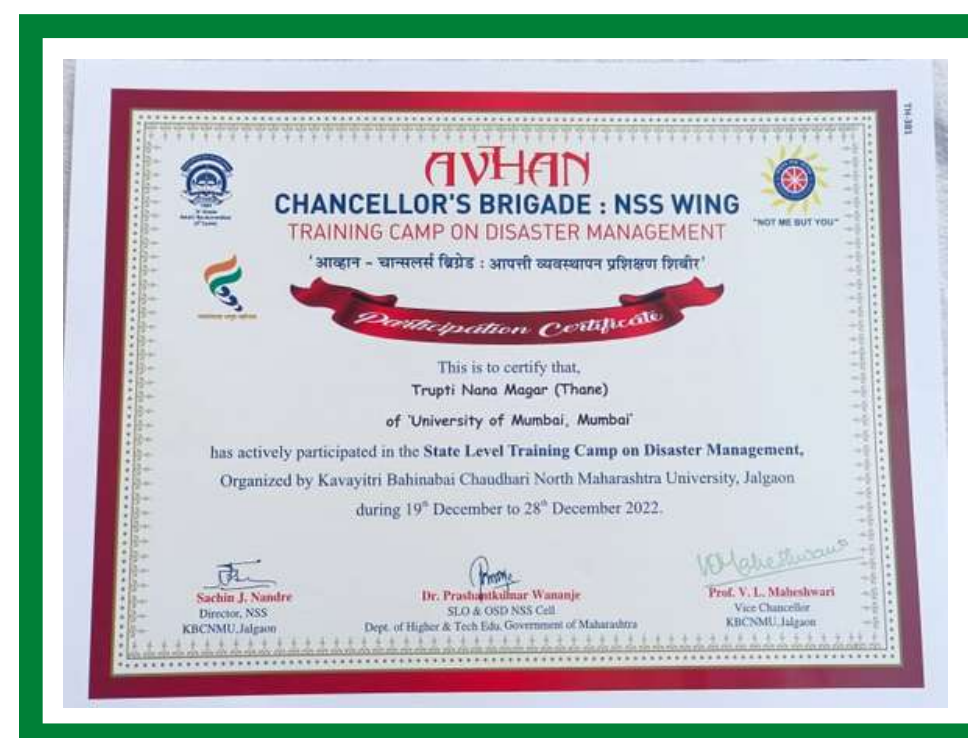 TH-381
AVHAN
CHANCELLOR'S BRIGADE : NSS WING
"NOT ME BUT YOU"
TRAINING CAMP ON DISASTER MANAGEMENT
'आव्हान - चान्सलर्स ब्रिगेड : आपत्ती व्यवस्थापन प्रशिक्षण शिबीर'
Participation Certificate
This is to certify that,
Trupti Nana Magar (Thane)
of 'University of Mumbai, Mumbai'
has actively participated in the State Level Training Camp on Disaster Management,
Organized by Kavayitri Bahinabai Chaudhari North Maharashtra University, Jalgaon
during 19th December to 28th December 2022.
Sachin J. Nandre
Director, NSS
KBCNMU, Jalgaon
Dr. Prashantkumar Wananje
SLO & OSD NSS Cell
Dept. of Higher & Tech Edu. Government of Maharashtra
VLMaheshwari
Prof. V. L. Maheshwari
Vice Chancellor
KBCNMU, Jalgaon